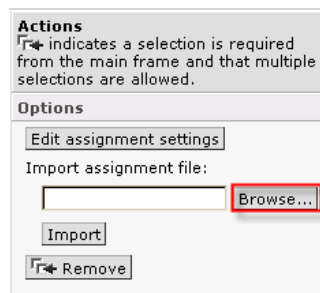 Actions
indicates a selection is required
from the main frame and that multiple
selections are allowed.
Options
Edit assignment settings
Import assignment file:
Browse...
Import
Remove